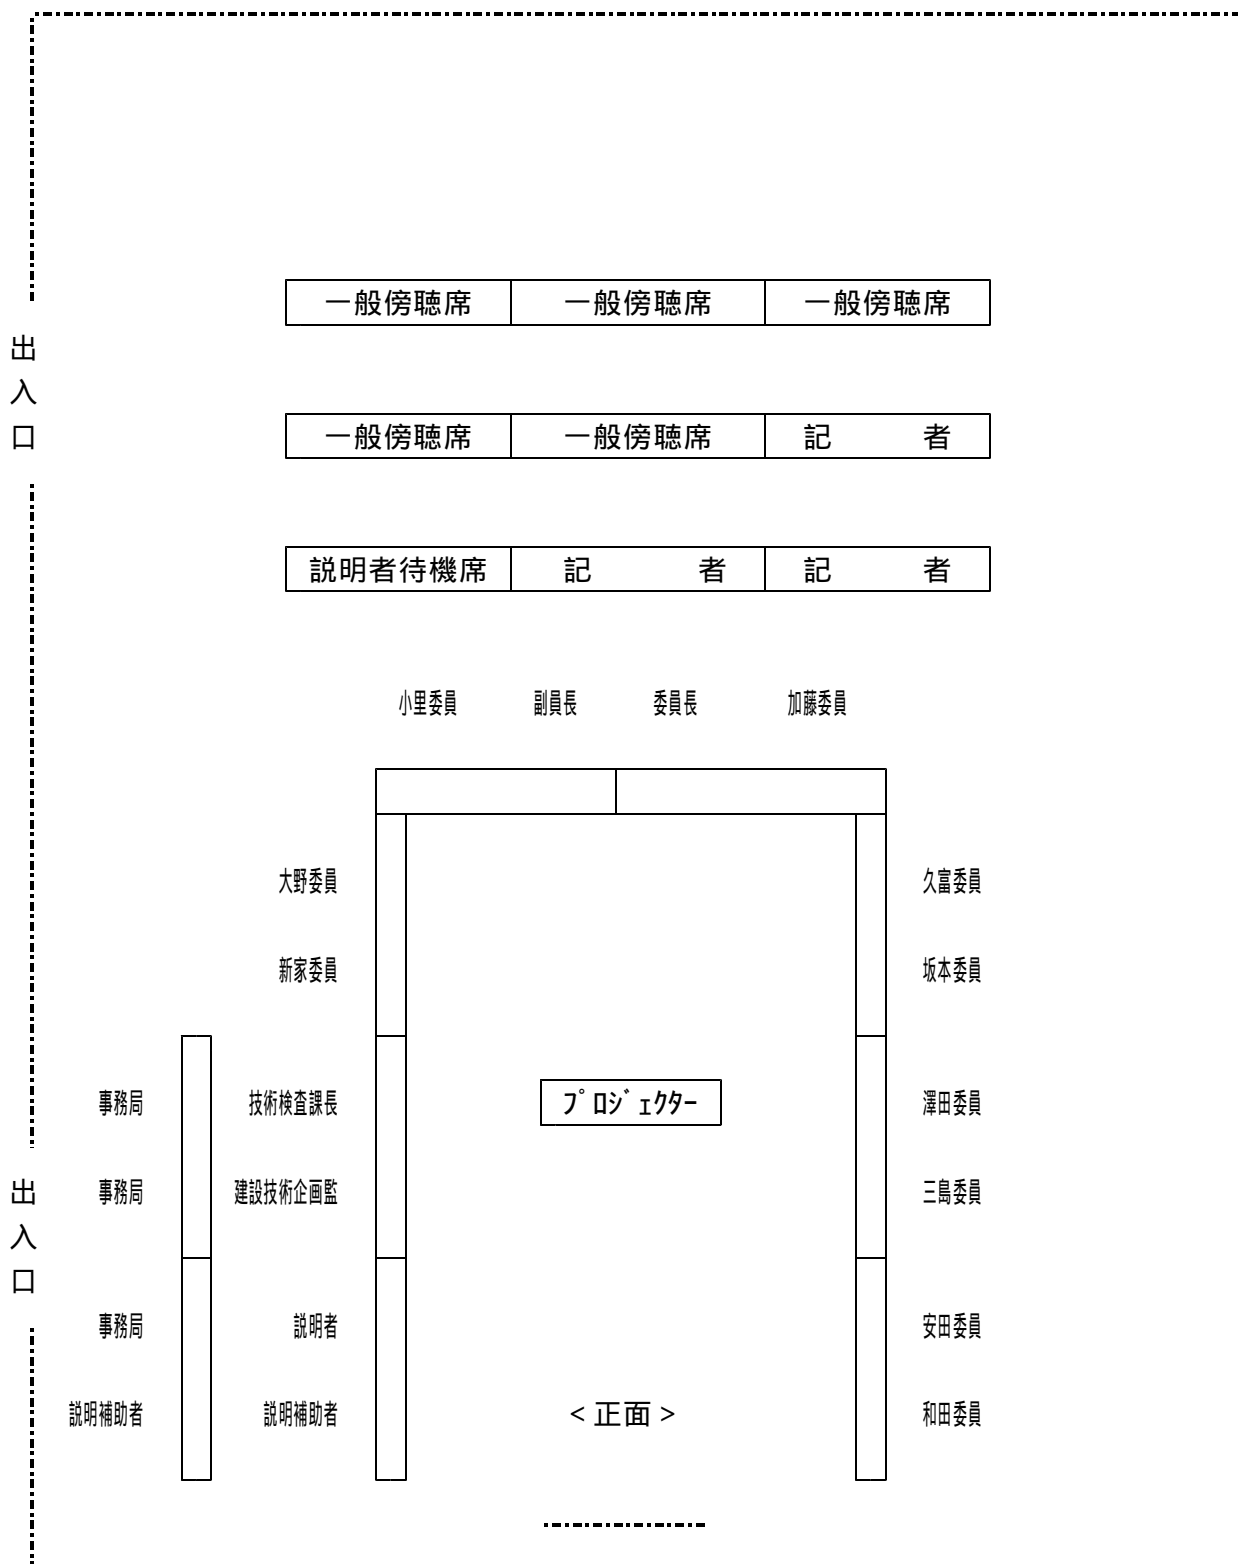 一般傍聴席 一般傍聴席 一般傍聴席
出入口
一般傍聴席 一般傍聴席 記 者
説明者待機席 記 者 記 者
小里委員 副員長 委員長 加藤委員
大野委員 久富委員
新家委員 坂本委員
事務局 技術検査課長 プロジェクター 澤田委員
出入口
事務局 建設技術企画監 三島委員
事務局 説明者 安田委員
説明補助者 説明補助者 <正面> 和田委員